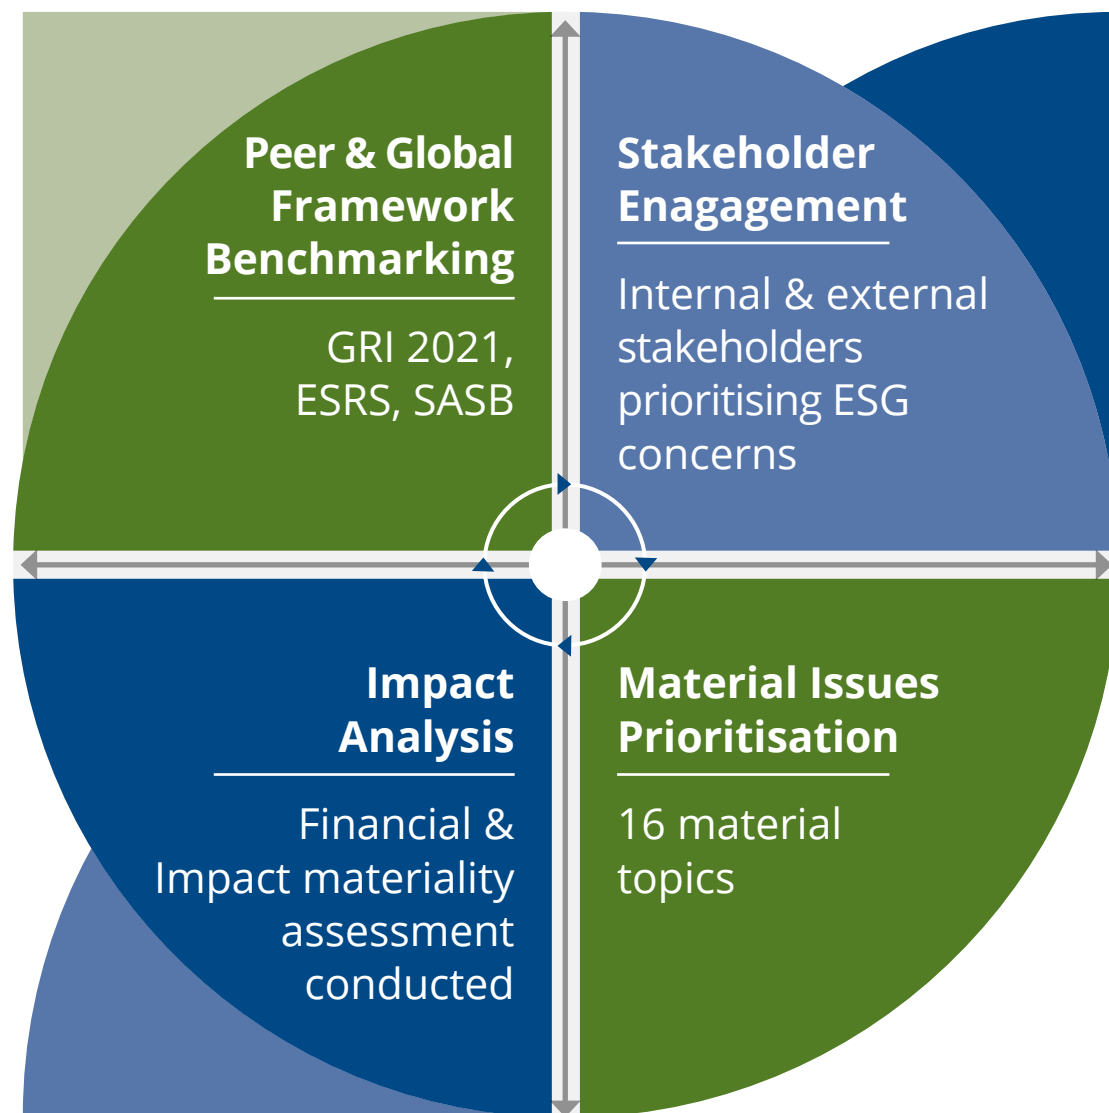 Peer & Global
Framework
Benchmarking
GRI 2021,
ESRS, SASB
Stakeholder
Enagagement
Internal & external
stakeholders
prioritising ESG
concerns
Impact
Analysis
Financial &
Impact materiality
assessment
conducted
Material Issues
Prioritisation
16 material
topics